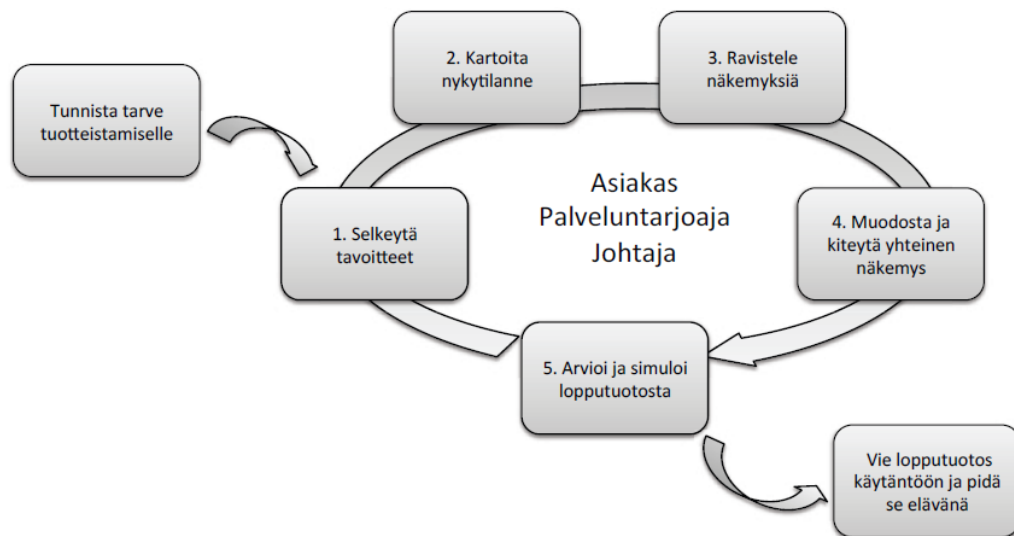 Tunnista tarve
tuotteistamiselle
1. Selkeytä
tavoitteet
2. Kartoita
nykytilanne
3. Ravistele
näkemyksiä
4. Muodosta ja
kiteytä yhteinen
näkemys
5. Arvioi ja simuloi
lopputuotosta
Vie lopputuotos
käytäntöön ja pidä
se elävänä
Asiakas
Palveluntarjoaja
Johtaja